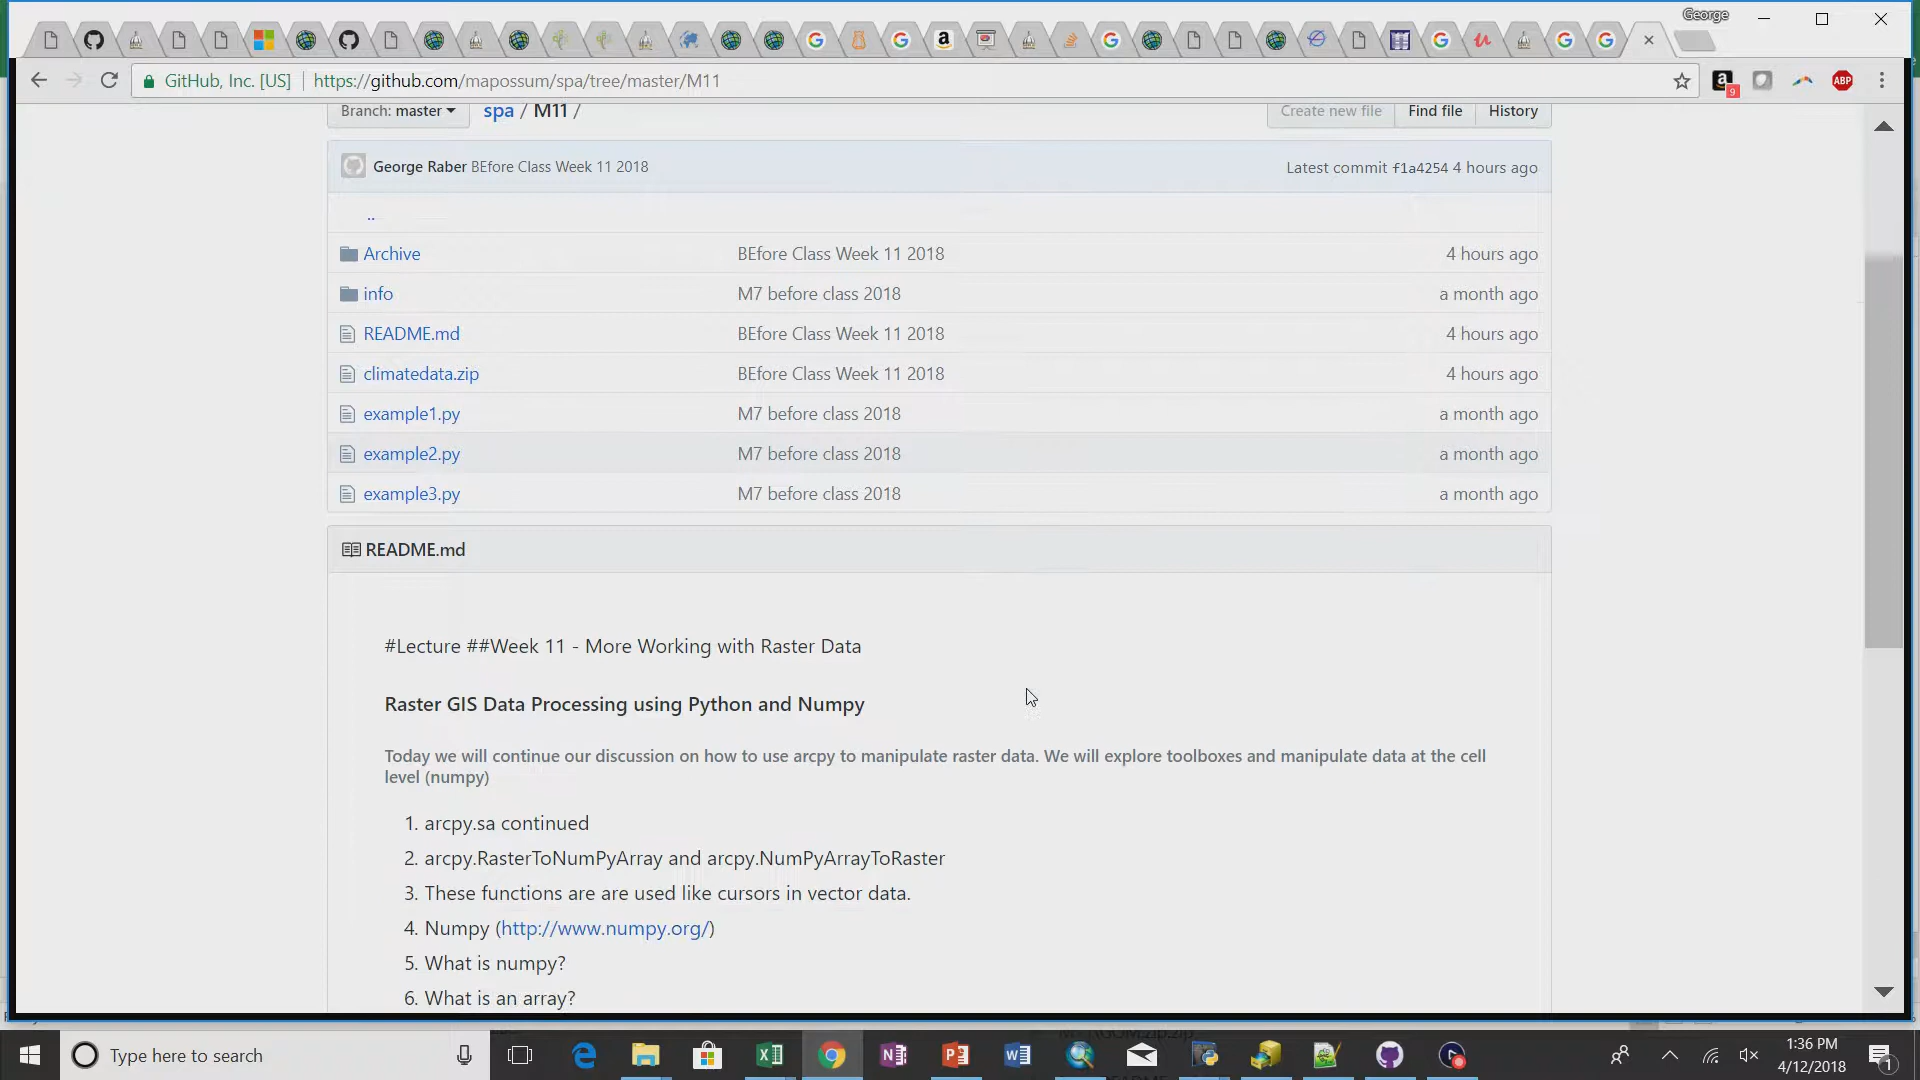 George
GitHub, Inc. [US] https://github.com/mapossum/spa/tree/master/M11
ABP
9
Branch: master spa / M11 / Create new file Find file History
George Raber BEfore Class Week 11 2018 Latest commit f1a4254 4 hours ago
..
Archive BEfore Class Week 11 2018 4 hours ago
info M7 before class 2018 a month ago
README.md BEfore Class Week 11 2018 4 hours ago
climatedata.zip BEfore Class Week 11 2018 4 hours ago
example1.py M7 before class 2018 a month ago
example2.py M7 before class 2018 a month ago
example3.py M7 before class 2018 a month ago
README.md
#Lecture ##Week 11 - More Working with Raster Data
Raster GIS Data Processing using Python and Numpy
Today we will continue our discussion on how to use arcpy to manipulate raster data. We will explore toolboxes and manipulate data at the cell
level (numpy)
1. arcpy.sa continued
2. arcpy.RasterToNumPyArray and arcpy.NumPyArrayToRaster
3. These functions are are used like cursors in vector data.
4. Numpy (http://www.numpy.org/)
5. What is numpy?
6. What is an array?
Type here to search
1:36 PM
4/12/2018
1